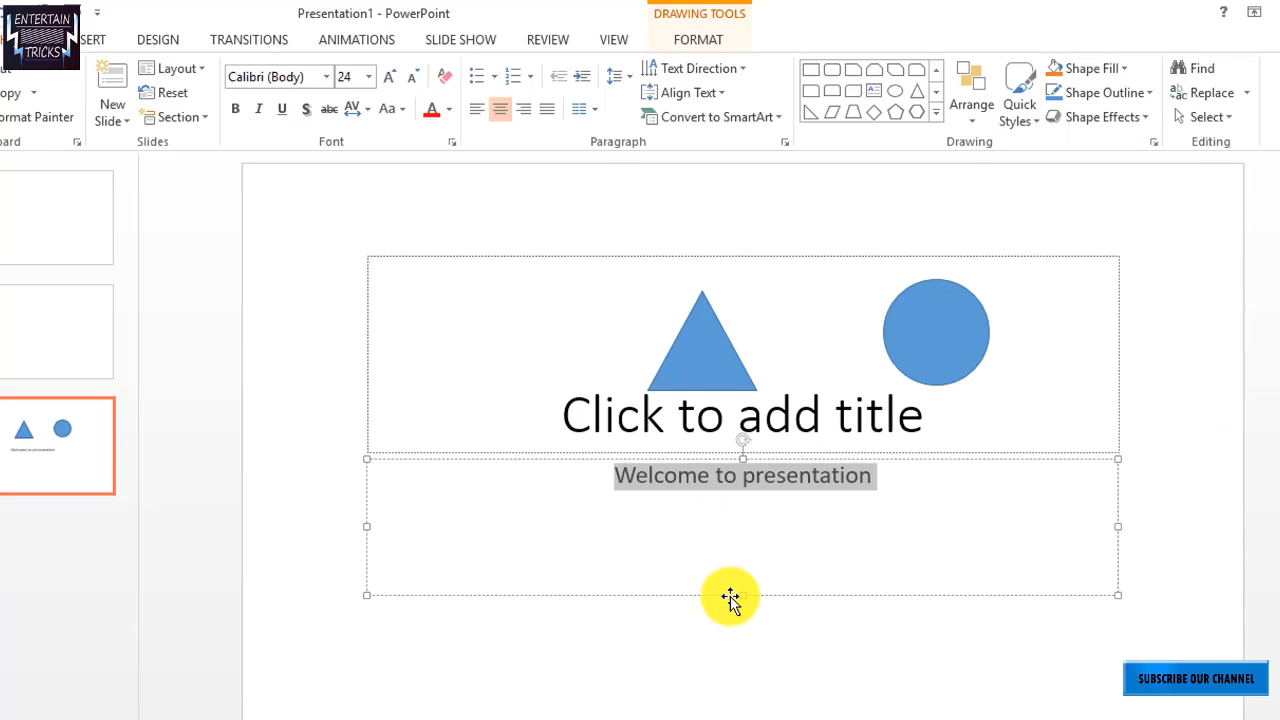 ENTERTAIN
TRICKS
Presentation1 - PowerPoint
DRAWING TOOLS
?
SERT DESIGN TRANSITIONS ANIMATIONS SLIDE SHOW REVIEW VIEW FORMAT
opy
ormat Painter
oard
New
Slide
Layout
Reset
Section
Slides
Calibri (Body) 24
B I U S abc AV Aa A
Font
Text Direction
Align Text
Convert to SmartArt
Paragraph
Arrange
Quick
Styles
Shape Fill
Shape Outline
Shape Effects
Drawing
Find
Replace
Select
Editing
Welcome to presentation
Click to add title
Welcome to presentation
SUBSCRIBE OUR CHANNEL